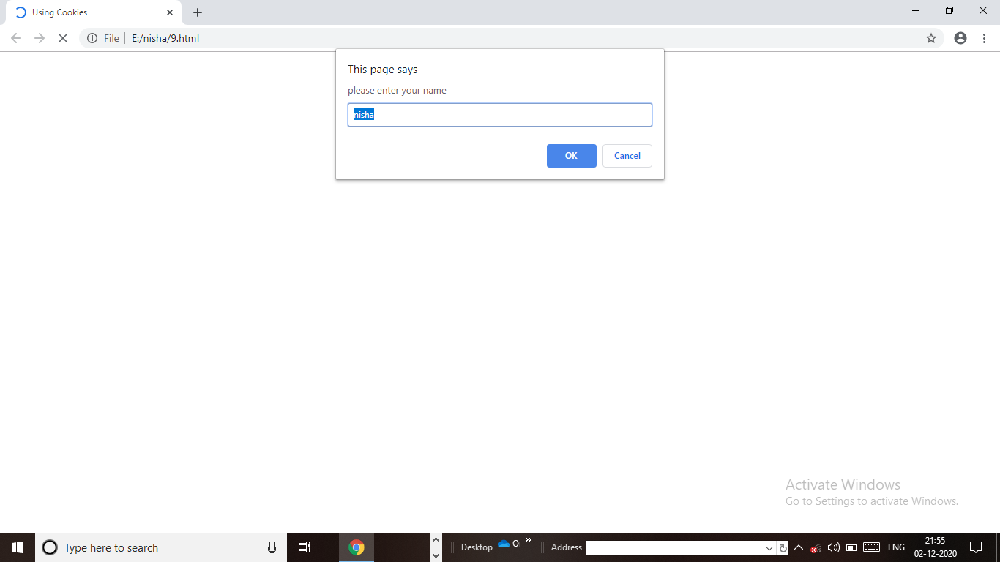 Using Cookies
File E:/nisha/9.html
This page says
please enter your name
nisha
OK Cancel
Activate Windows
Go to Settings to activate Windows.
Type here to search
Desktop O
Address
ENG
21:55
02-12-2020